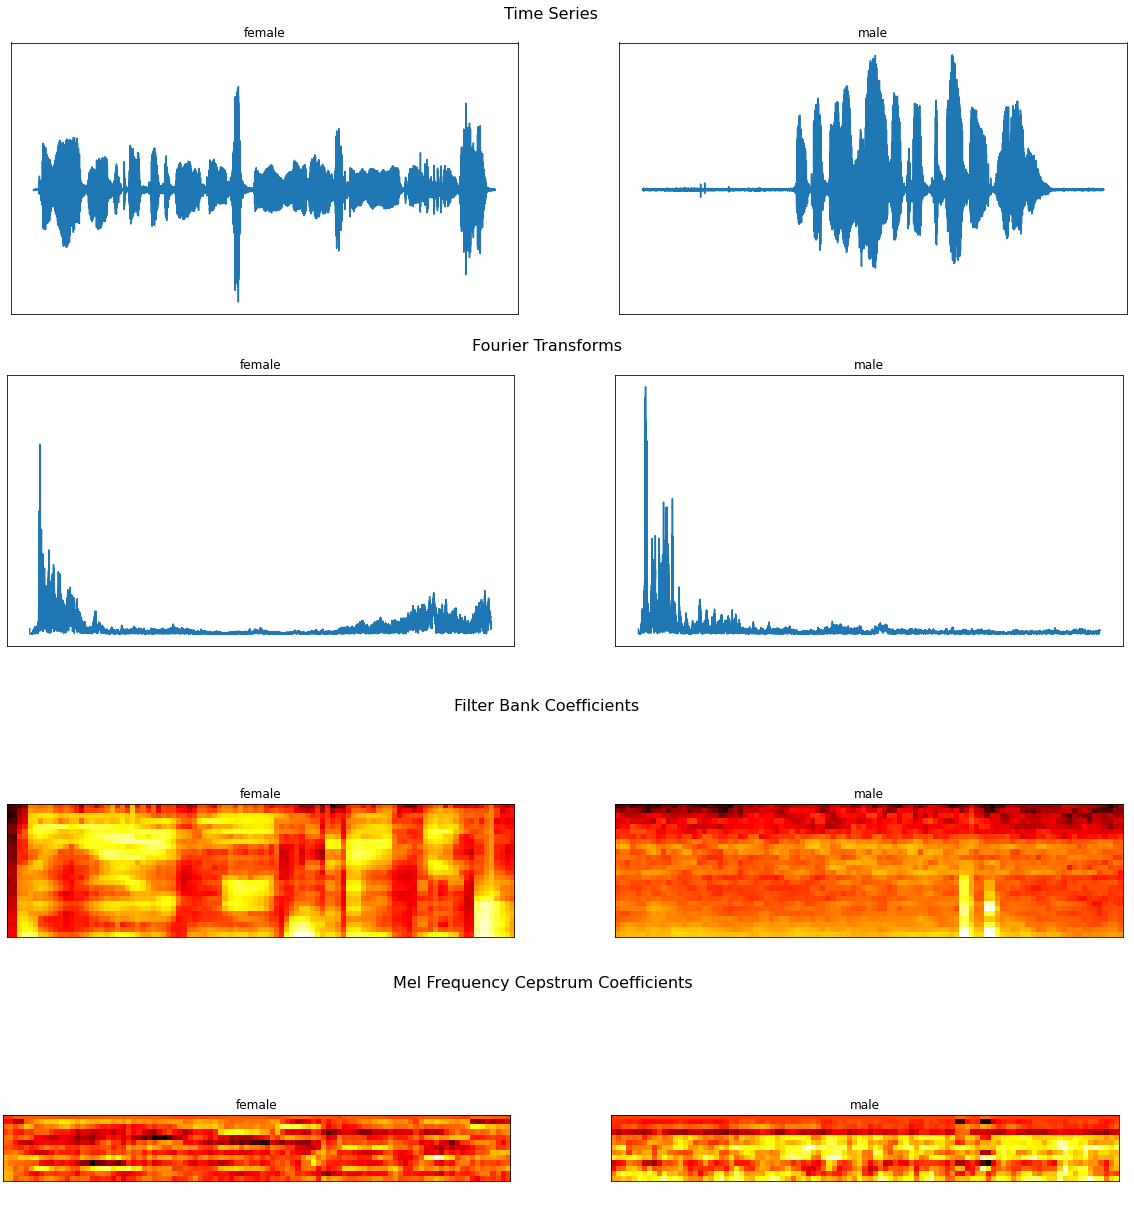 Time Series
female
male
Fourier Transforms
female
male
Filter Bank Coefficients
female
male
Mel Frequency Cepstrum Coefficients
female
male